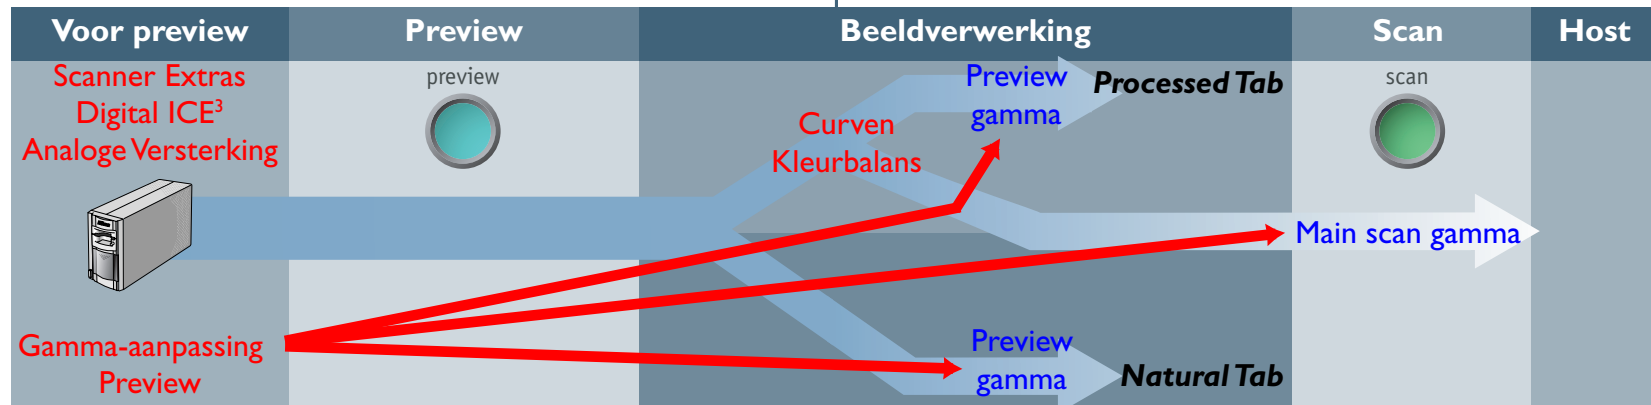 Voor preview
Preview
Beeldverwerking
Scan
Host
Scanner Extras
Digital ICE³
Analoge Versterking
preview
Preview
gamma
Processed Tab
scan
Curven
Kleurbalans
Main scan gamma
Gamma-aanpassing
Preview
Preview
gamma
Natural Tab